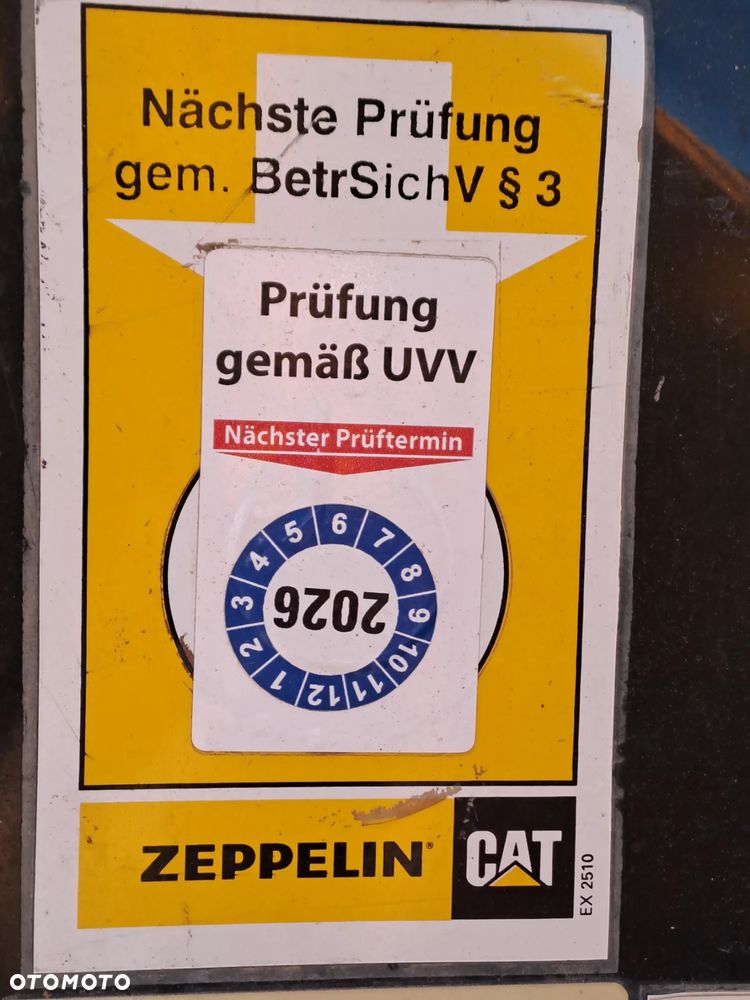 Nächste Prüfung
gem. BetrSichV § 3
Prüfung
gemäß UVV
Nächster Prüftermin
1 2 3 4 5 6 7 8 9 10 11 12
2026
ZEPPELIN®
CAT
EX 2510
OTOMOTO